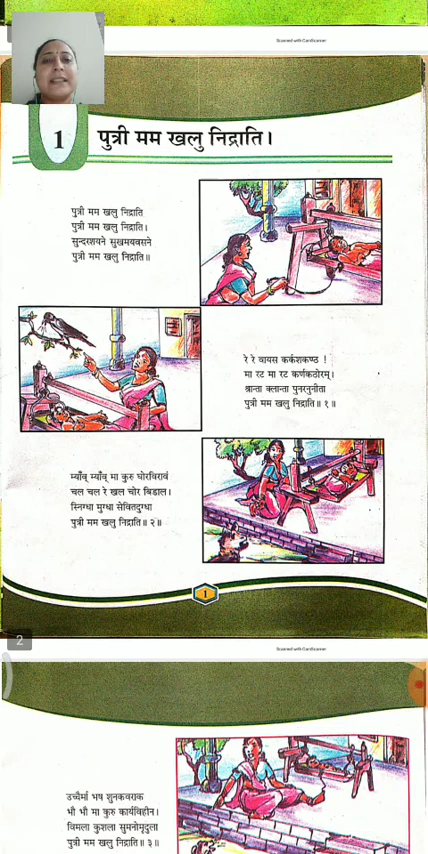 Scanned with CamScanner
1
पुत्री मम खलु निद्राति।
पुत्री मम खलु निद्राति
पुत्री मम खलु निद्राति।
सुन्दरशयने सुखमयवसने
पुत्री मम खलु निद्राति॥
रे रे वायस कर्कशकण्ठ !
मा रट मा रट कर्णकठोरम्।
श्रान्ता क्लान्ता पुनरनुनीता
पुत्री मम खलु निद्राति॥ १॥
म्याँव् म्याँव् मा कुरु घोरविरावं
चल चल रे खल चोर बिडाल।
स्निग्धा मुग्धा सेवितदुग्धा
पुत्री मम खलु निद्राति॥ २॥
1
2
Scanned with CamScanner
उच्चैर्मा भष शुनकवराक
भौ भौ मा कुरु कार्यविहीन।
विमला कुशला सुमनोमृदुला
पुत्री मम खलु निद्राति॥ ३॥